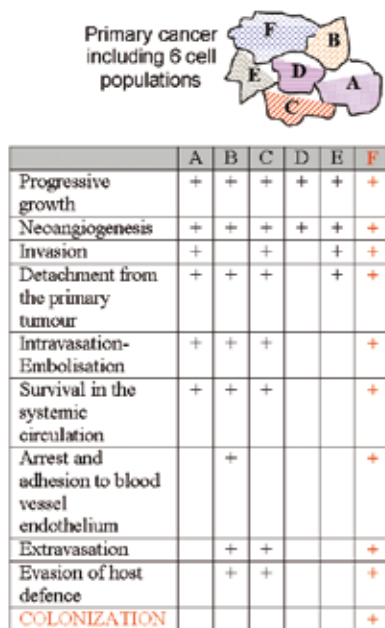 Primary cancer
including 6 cell
populations
F
B
E
D
A
C
A B C D E F
Progressive + + + + + +
growth
Neoangiogenesis + + + + + +
Invasion + + + +
Detachment from + + + + +
the primary
tumour
Intravasation- + + + +
Embolisation
Survival in the + + + +
systemic
circulation
Arrest and + +
adhesion to blood
vessel
endothelium
Extravasation + + +
Evasion of host + + +
defence
COLONIZATION +